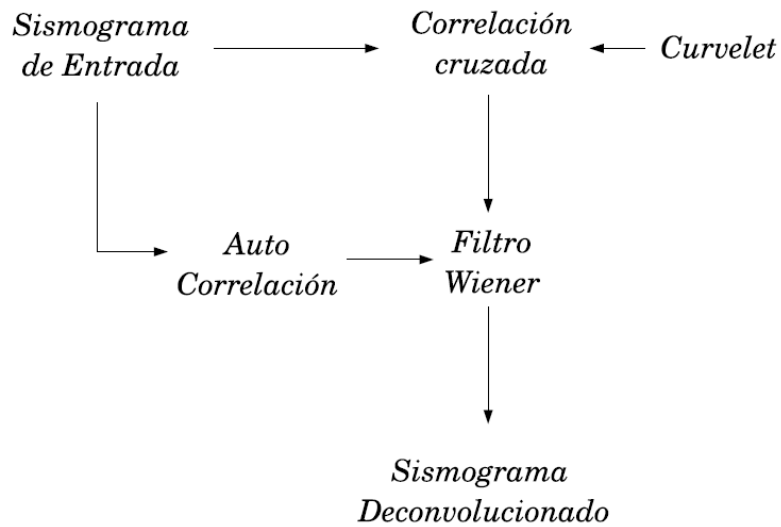 Sismograma
de Entrada
Correlación
cruzada
Curvelet
Auto
Correlación
Filtro
Wiener
Sismograma
Deconvolucionado